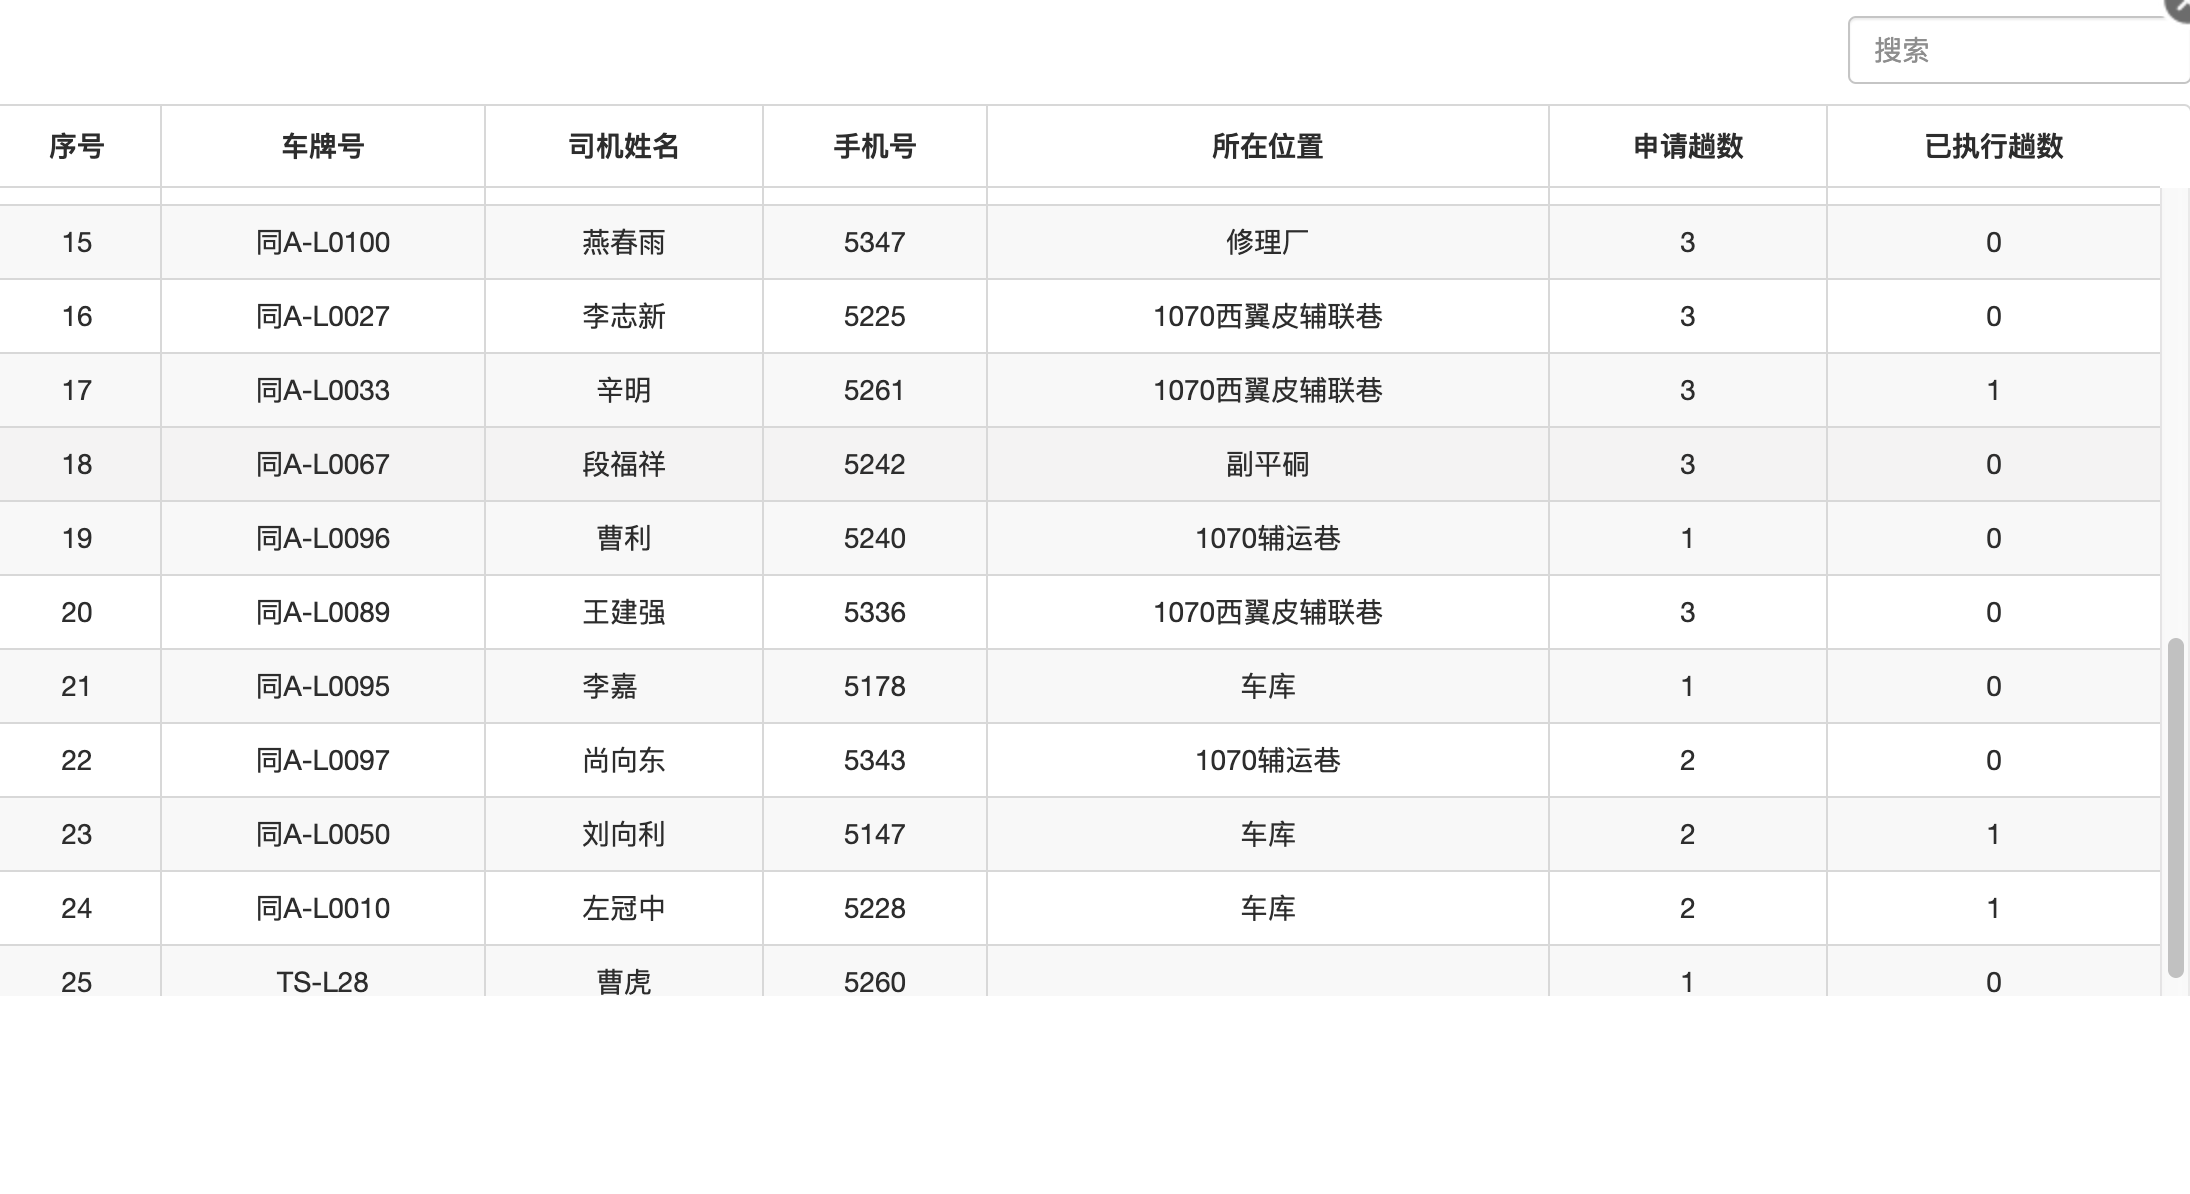 搜索
序号 车牌号 司机姓名 手机号 所在位置 申请趟数 已执行趟数
15 同A-L0100 燕春雨 5347 修理厂 3 0
16 同A-L0027 李志新 5225 1070西翼皮辅联巷 3 0
17 同A-L0033 辛明 5261 1070西翼皮辅联巷 3 1
18 同A-L0067 段福祥 5242 副平硐 3 0
19 同A-L0096 曹利 5240 1070辅运巷 1 0
20 同A-L0089 王建强 5336 1070西翼皮辅联巷 3 0
21 同A-L0095 李嘉 5178 车库 1 0
22 同A-L0097 尚向东 5343 1070辅运巷 2 0
23 同A-L0050 刘向利 5147 车库 2 1
24 同A-L0010 左冠中 5228 车库 2 1
25 TS-L28 曹虎 5260 1 0